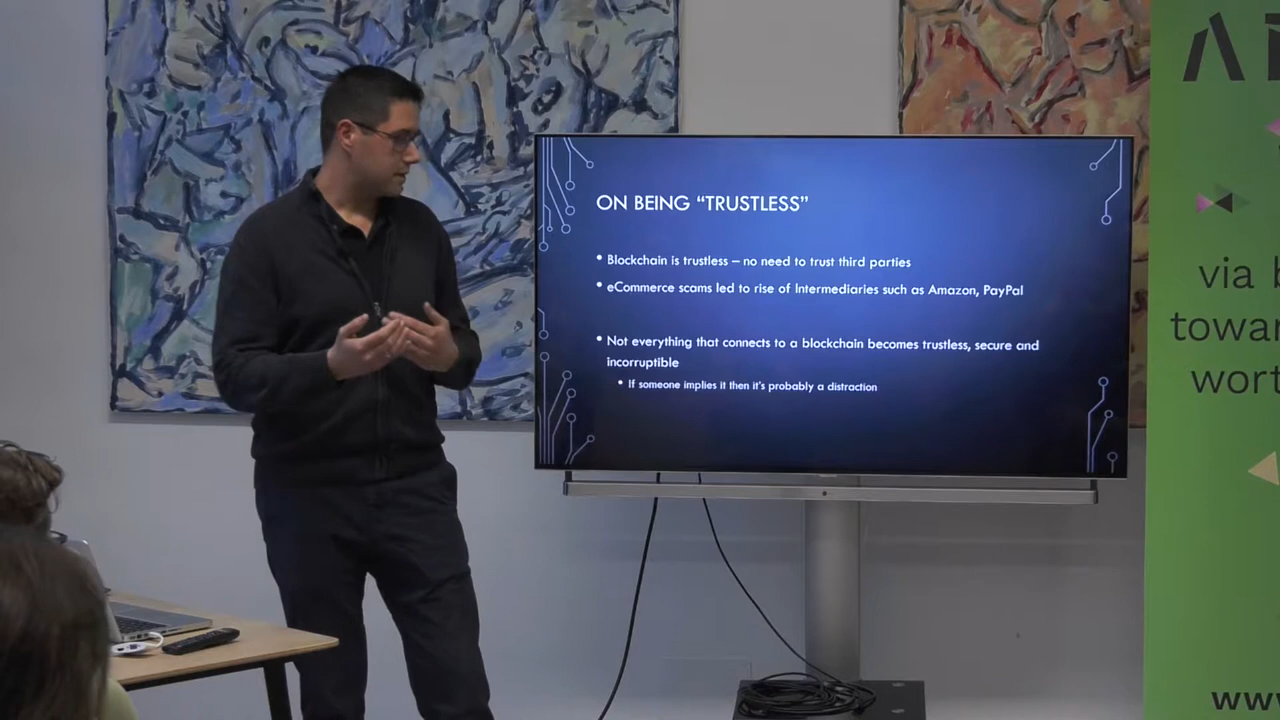 ON BEING “TRUSTLESS”
• Blockchain is trustless – no need to trust third parties
• eCommerce scams led to rise of Intermediaries such as Amazon, PayPal
• Not everything that connects to a blockchain becomes trustless, secure and
incorruptible
• If someone implies it then it's probably a distraction
via